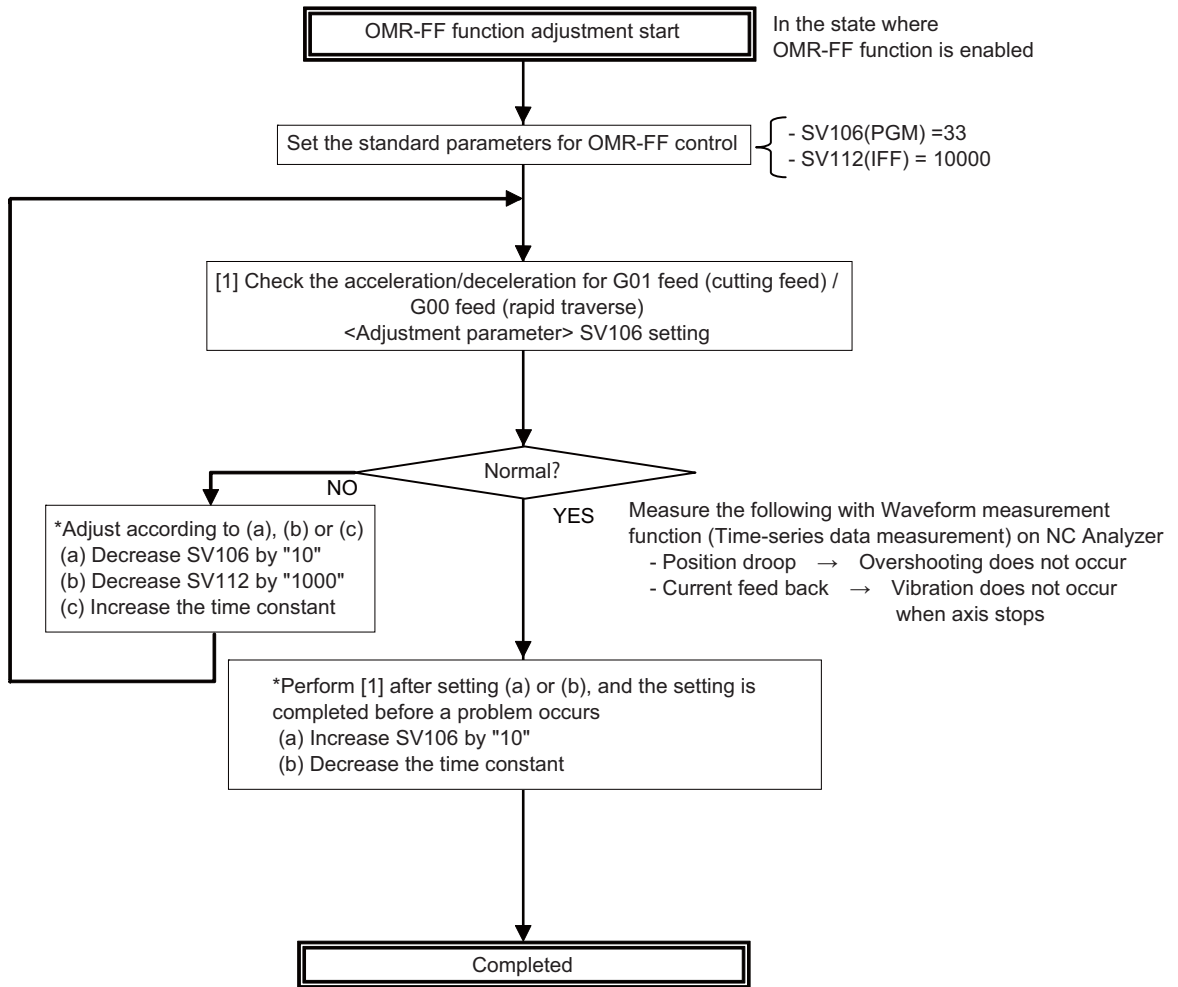 OMR-FF function adjustment start
In the state where
OMR-FF function is enabled
Set the standard parameters for OMR-FF control
- SV106(PGM) =33
- SV112(IFF) = 10000
[1] Check the acceleration/deceleration for G01 feed (cutting feed) /
G00 feed (rapid traverse)
<Adjustment parameter> SV106 setting
Normal?
NO
YES
*Adjust according to (a), (b) or (c)
(a) Decrease SV106 by "10"
(b) Decrease SV112 by "1000"
(c) Increase the time constant
Measure the following with Waveform measurement
function (Time-series data measurement) on NC Analyzer
- Position droop → Overshooting does not occur
- Current feed back → Vibration does not occur
when axis stops
*Perform [1] after setting (a) or (b), and the setting is
completed before a problem occurs
(a) Increase SV106 by "10"
(b) Decrease the time constant
Completed